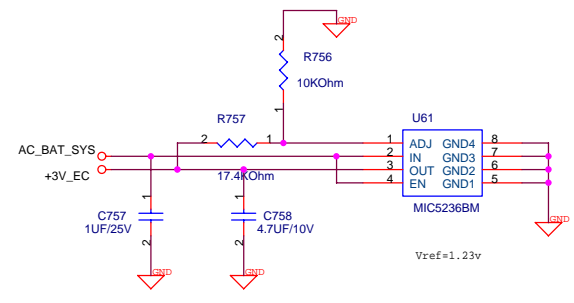 GND
2
R756
10KOhm
1
R757
2 1
U61
AC_BAT_SYS
+3V_EC
17.4KOhm
1 ADJ GND4 8
2 IN GND3 7
3 OUT GND2 6
4 EN GND1 5
MIC5236BM
1 1
C757
1UF/25V
C758
4.7UF/10V
2 2
GND
Vref=1.23v
GND GND